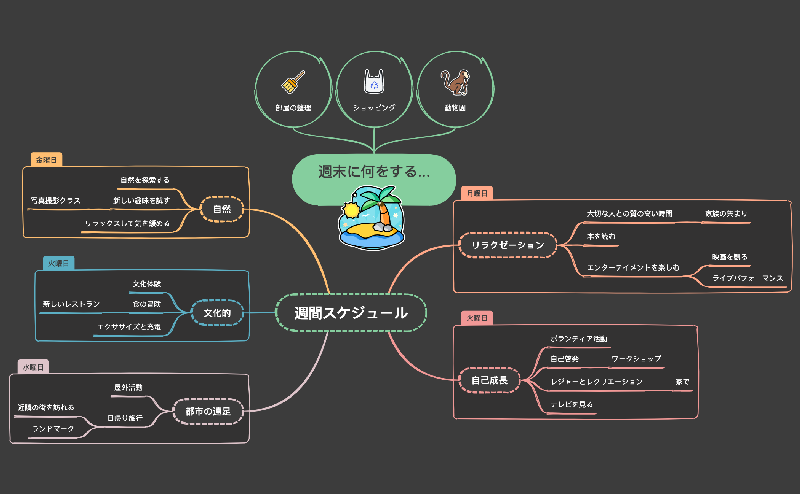 部屋の整理
ショッピング
動物園
週末に何をする...
金曜日
自然を探索する
写真撮影クラス
新しい趣味を試す
リラックスして気を緩める
自然
火曜日
文化体験
新しいレストラン
食の冒険
エクササイズと充電
文化的
水曜日
屋外活動
近隣の街を訪れる
日帰り旅行
ランドマーク
都市の遠足
週間スケジュール
月曜日
リラクゼーション
大切な人との質の高い時間
家族の集まり
本を読む
エンターテイメントを楽しむ
映画を観る
ライブパフォーマンス
火曜日
自己成長
ボランティア活動
自己啓発
ワークショップ
レジャーとレクリエーション
家で
テレビを見る